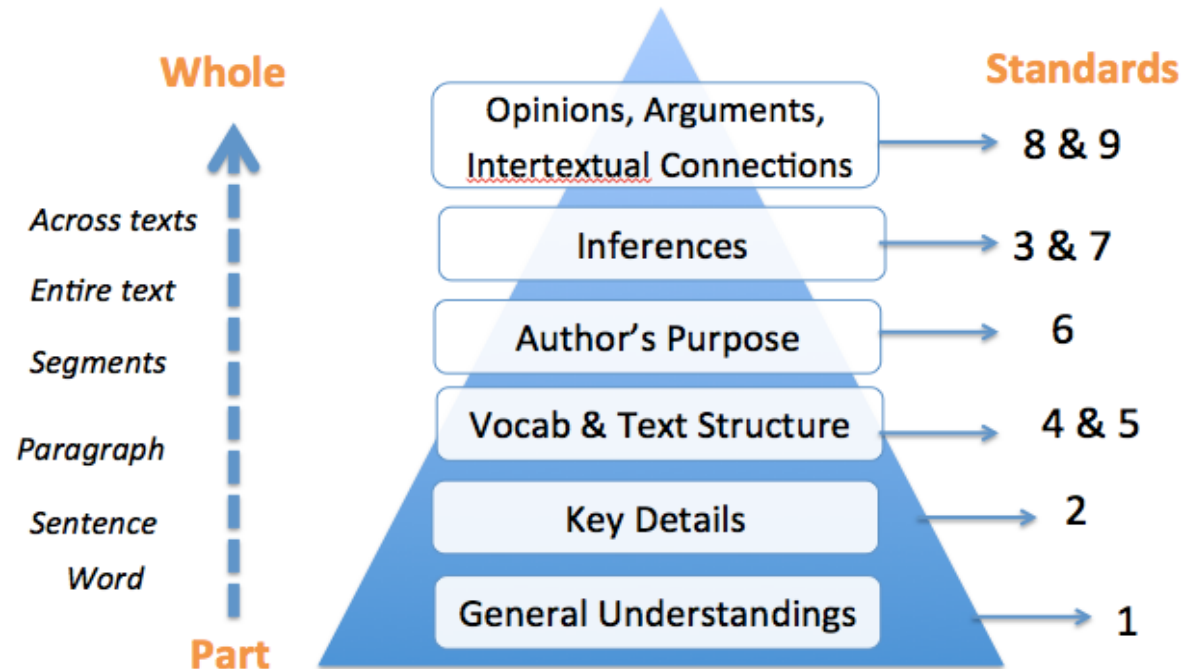 Whole
Standards
Opinions, Arguments,
Intertextual Connections
8 & 9
Across texts
Inferences
3 & 7
Entire text
Author's Purpose
6
Segments
Vocab & Text Structure
4 & 5
Paragraph
Key Details
2
Sentence
Word
General Understandings
1
Part